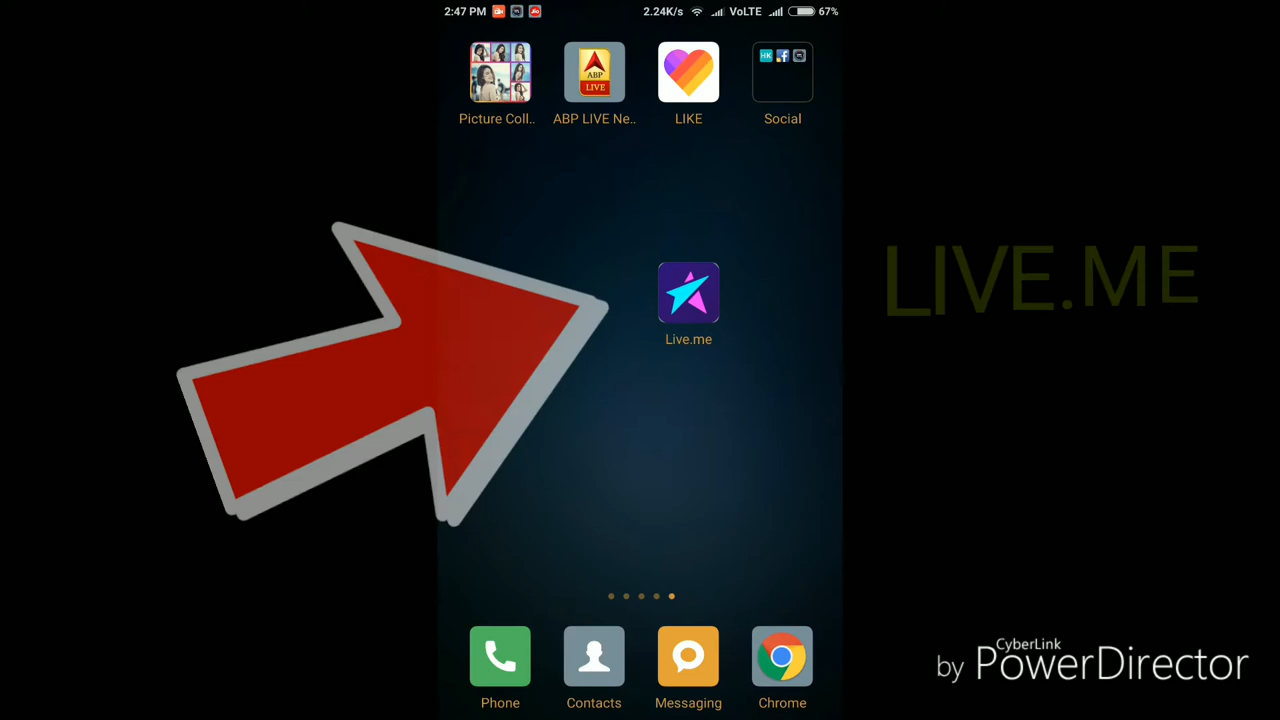 2:47 PM
2.24K/s VoLTE 67%
ABP
LIVE
HK
Picture Coll..
ABP LIVE Ne..
LIKE
Social
Live.me
LIVE.ME
Phone
Contacts
Messaging
Chrome
CyberLink
by PowerDirector